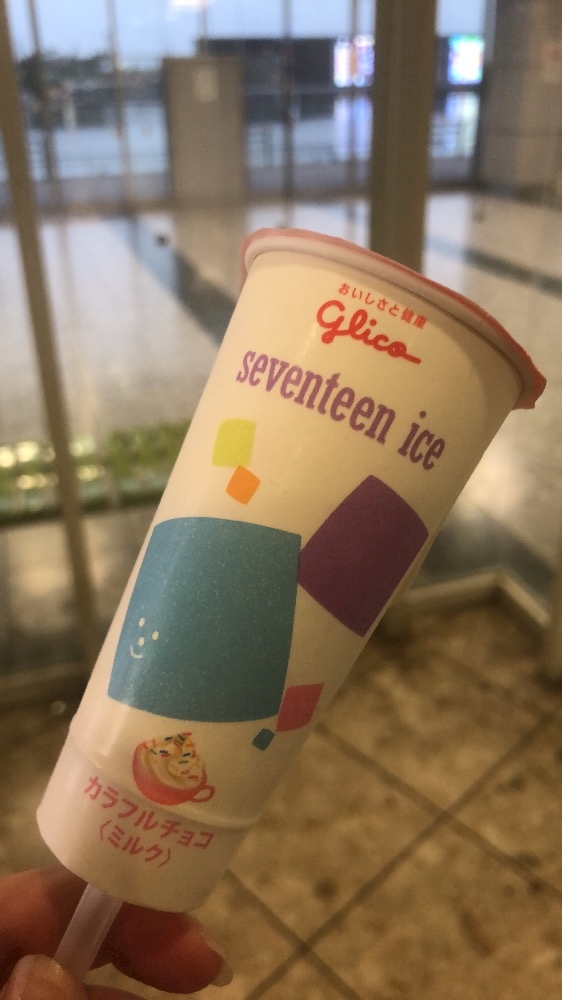 おいしさと健康
Glico
seventeen ice
カラフルチョコ
〈ミルク〉